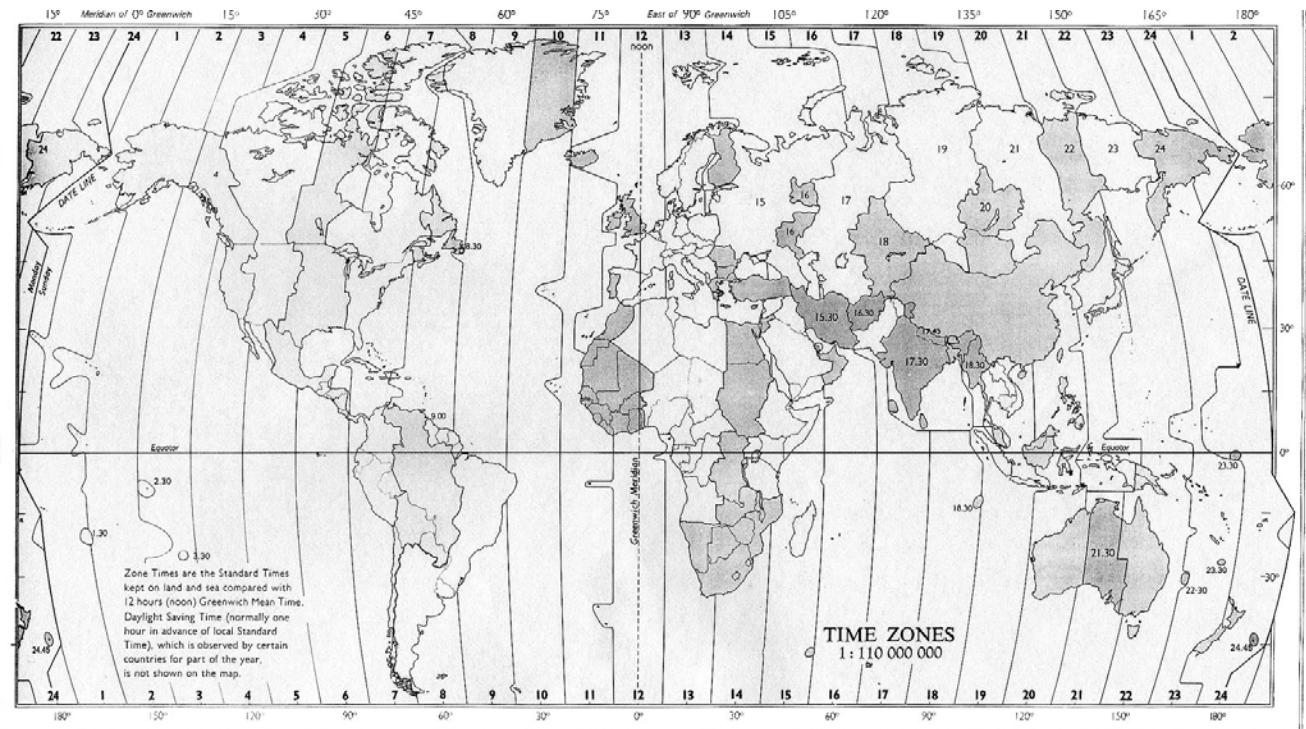 15° Meridian of 0° Greenwich 15° 30° 45° 60° 75° East of 90° Greenwich 105° 120° 135° 150° 165° 180°
22 23 24 1 2 3 4 5 6 7 8 9 10 11 12 13 14 15 16 17 18 19 20 21 22 23 24 1 2
noon
24
4
19
21
22
23
24
DATE LINE
60°
15
16
17
20
16
18
8.30
Monday
Sunday
DATE LINE
15.30
16.30
17.45
30°
17.30
18.30
9.00
Equator
Equator
0°
23.30
2.30
Greenwich Meridian
18.30
1.30
3.30
21.30
23.30
30°
22.30
Zone Times are the Standard Times
kept on land and sea compared with
12 hours (noon) Greenwich Mean Time.
Daylight Saving Time (normally one
hour in advance of local Standard
Time), which is observed by certain
countries for part of the year,
is not shown on the map.
TIME ZONES
1:110 000 000
24.45
24.45
24 1 2 3 4 5 6 7 8 9 10 11 12 13 14 15 16 17 18 19 20 21 22 23 24
180° 150° 120° 90° 60° 30° 0° 30° 60° 90° 120° 150° 180°